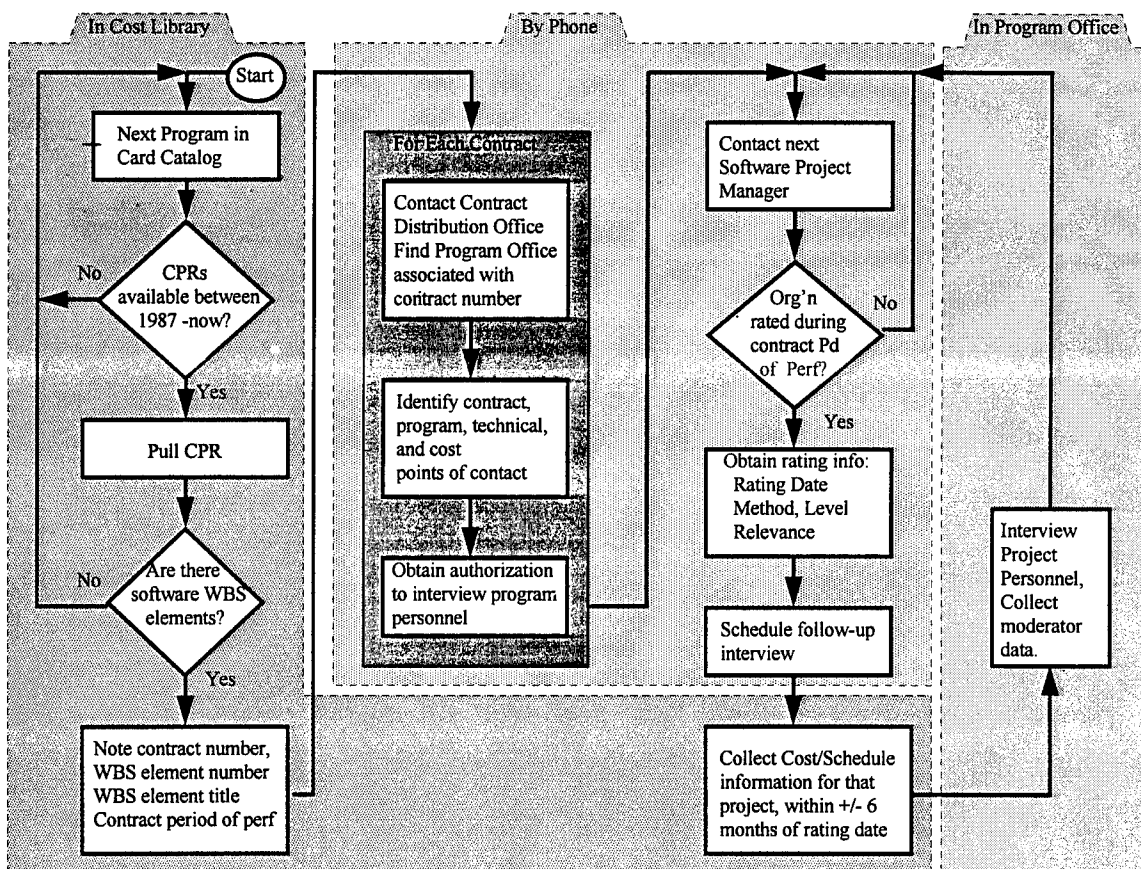 In Cost Library
By Phone
In Program Office
Start
Next Program in
Card Catalog
No
CPRs
available between
1987 -now?
Yes
Pull CPR
No
Are there
software WBS
elements?
Yes
Note contract number,
WBS element number
WBS element title
Contract period of perf
For Each Contract
Contact Contract
Distribution Office
Find Program Office
associated with
contract number
Identify contract,
program, technical,
and cost
points of contact
Obtain authorization
to interview program
personnel
Contact next
Software Project
Manager
Org'n
rated during
contract Pd
of Perf?
No
Yes
Obtain rating info:
Rating Date
Method, Level
Relevance
Schedule follow-up
interview
Collect Cost/Schedule
information for that
project, within +/- 6
months of rating date
Interview
Project
Personnel,
Collect
moderator
data.